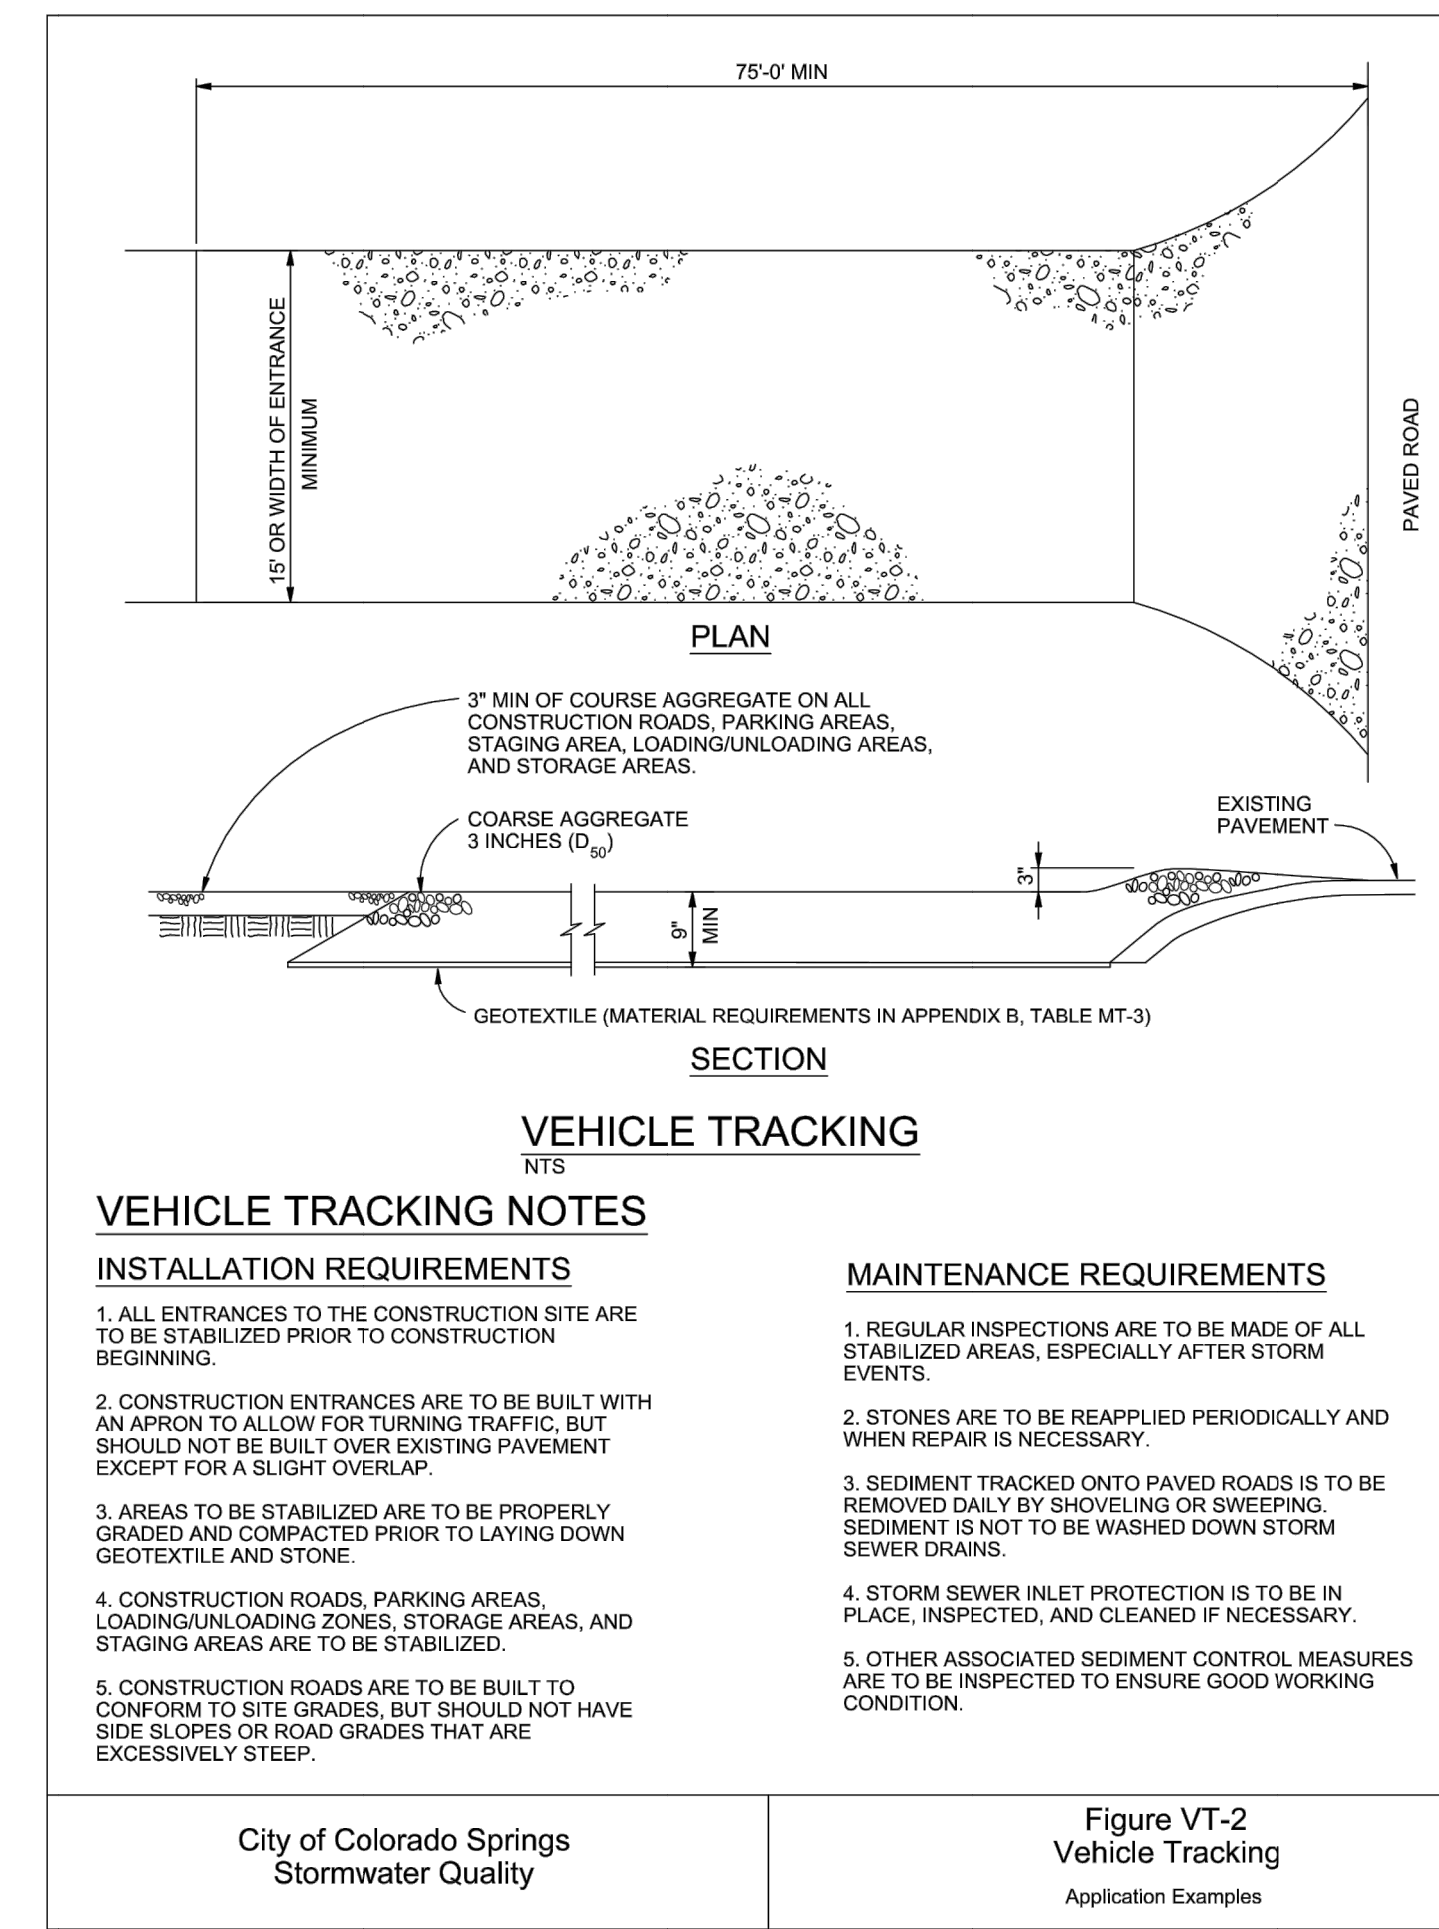 75'-0' MIN
15' OR WIDTH OF ENTRANCE
MINIMUM
PAVED ROAD
PLAN
3" MIN OF COURSE AGGREGATE ON ALL
CONSTRUCTION ROADS, PARKING AREAS,
STAGING AREA, LOADING/UNLOADING AREAS,
AND STORAGE AREAS.
COARSE AGGREGATE
3 INCHES (D50)
EXISTING
PAVEMENT
3"
9"
MIN
GEOTEXTILE (MATERIAL REQUIREMENTS IN APPENDIX B, TABLE MT-3)
SECTION
VEHICLE TRACKING
NTS
VEHICLE TRACKING NOTES
INSTALLATION REQUIREMENTS
1. ALL ENTRANCES TO THE CONSTRUCTION SITE ARE
TO BE STABILIZED PRIOR TO CONSTRUCTION
BEGINNING.
2. CONSTRUCTION ENTRANCES ARE TO BE BUILT WITH
AN APRON TO ALLOW FOR TURNING TRAFFIC, BUT
SHOULD NOT BE BUILT OVER EXISTING PAVEMENT
EXCEPT FOR A SLIGHT OVERLAP.
3. AREAS TO BE STABILIZED ARE TO BE PROPERLY
GRADED AND COMPACTED PRIOR TO LAYING DOWN
GEOTEXTILE AND STONE.
4. CONSTRUCTION ROADS, PARKING AREAS,
LOADING/UNLOADING ZONES, STORAGE AREAS, AND
STAGING AREAS ARE TO BE STABILIZED.
5. CONSTRUCTION ROADS ARE TO BE BUILT TO
CONFORM TO SITE GRADES, BUT SHOULD NOT HAVE
SIDE SLOPES OR ROAD GRADES THAT ARE
EXCESSIVELY STEEP.
MAINTENANCE REQUIREMENTS
1. REGULAR INSPECTIONS ARE TO BE MADE OF ALL
STABILIZED AREAS, ESPECIALLY AFTER STORM
EVENTS.
2. STONES ARE TO BE REAPPLIED PERIODICALLY AND
WHEN REPAIR IS NECESSARY.
3. SEDIMENT TRACKED ONTO PAVED ROADS IS TO BE
REMOVED DAILY BY SHOVELING OR SWEEPING.
SEDIMENT IS NOT TO BE WASHED DOWN STORM
SEWER DRAINS.
4. STORM SEWER INLET PROTECTION IS TO BE IN
PLACE, INSPECTED, AND CLEANED IF NECESSARY.
5. OTHER ASSOCIATED SEDIMENT CONTROL MEASURES
ARE TO BE INSPECTED TO ENSURE GOOD WORKING
CONDITION.
City of Colorado Springs
Stormwater Quality
Figure VT-2
Vehicle Tracking
Application Examples